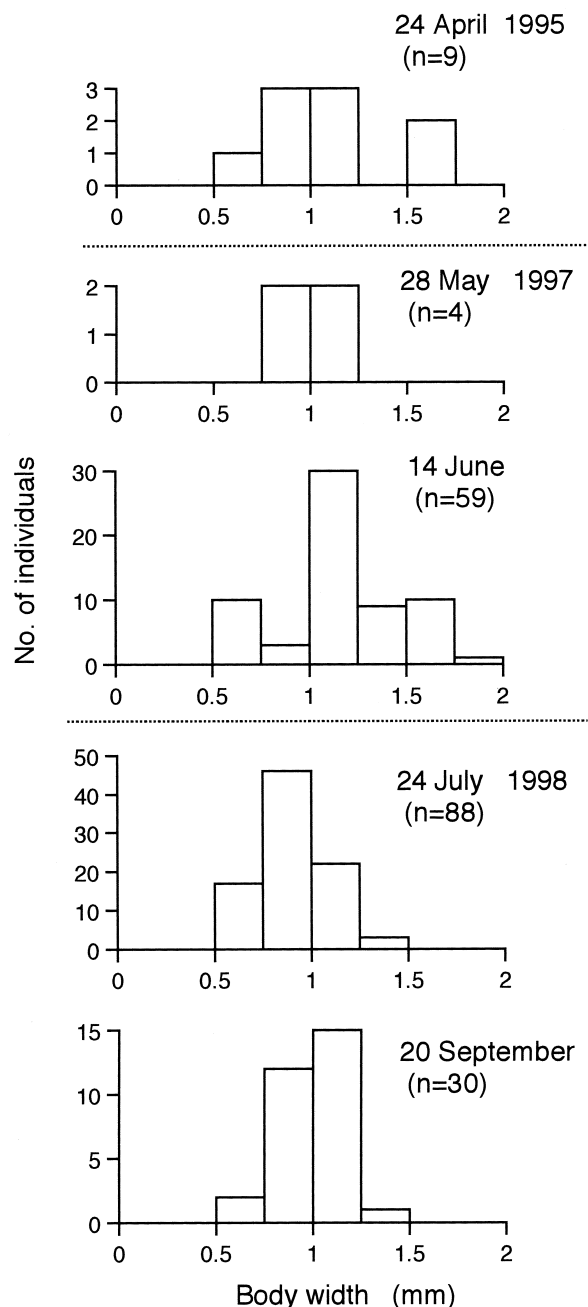 24 April 1995
(n=9)
3
2
1
0
0 0.5 1 1.5 2
28 May 1997
(n=4)
2
1
0
0 0.5 1 1.5 2
14 June
(n=59)
30
20
10
0
0 0.5 1 1.5 2
No. of individuals
24 July 1998
(n=88)
50
40
30
20
10
0
0 0.5 1 1.5 2
20 September
(n=30)
15
10
5
0
0 0.5 1 1.5 2
Body width (mm)